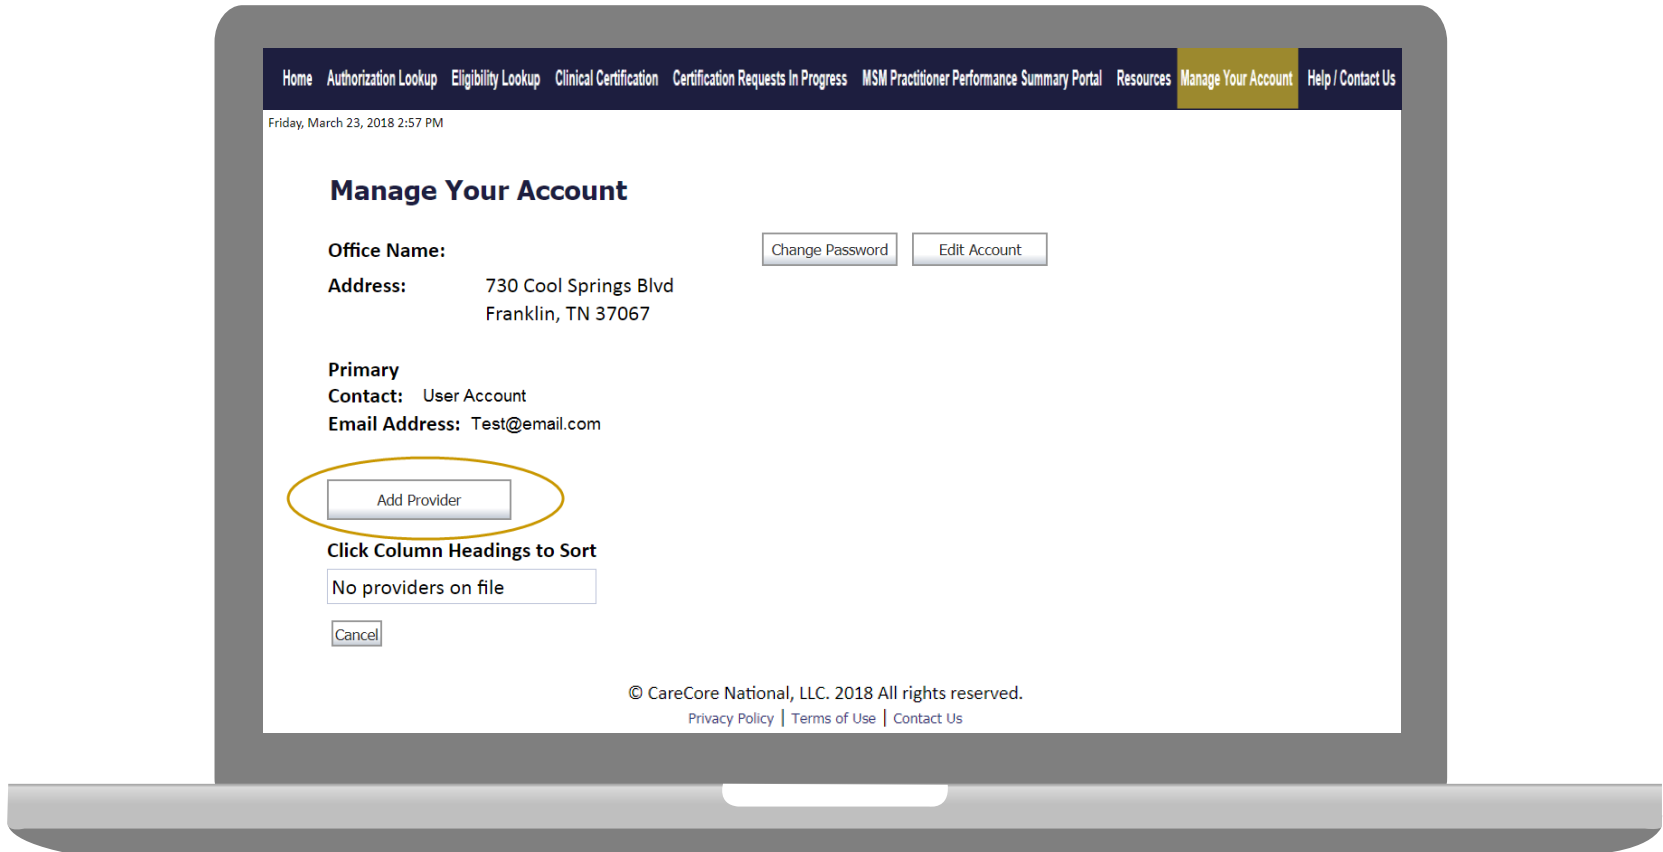 Home Authorization Lookup Eligibility Lookup Clinical Certification Certification Requests In Progress MSM Practitioner Performance Summary Portal Resources Manage Your Account Help / Contact Us
Friday, March 23, 2018 2:57 PM
Manage Your Account
Office Name:
Change Password Edit Account
Address: 730 Cool Springs Blvd
Franklin, TN 37067
Primary
Contact: User Account
Email Address: Test@email.com
Add Provider
Click Column Headings to Sort
No providers on file
Cancel
© CareCore National, LLC. 2018 All rights reserved.
Privacy Policy | Terms of Use | Contact Us